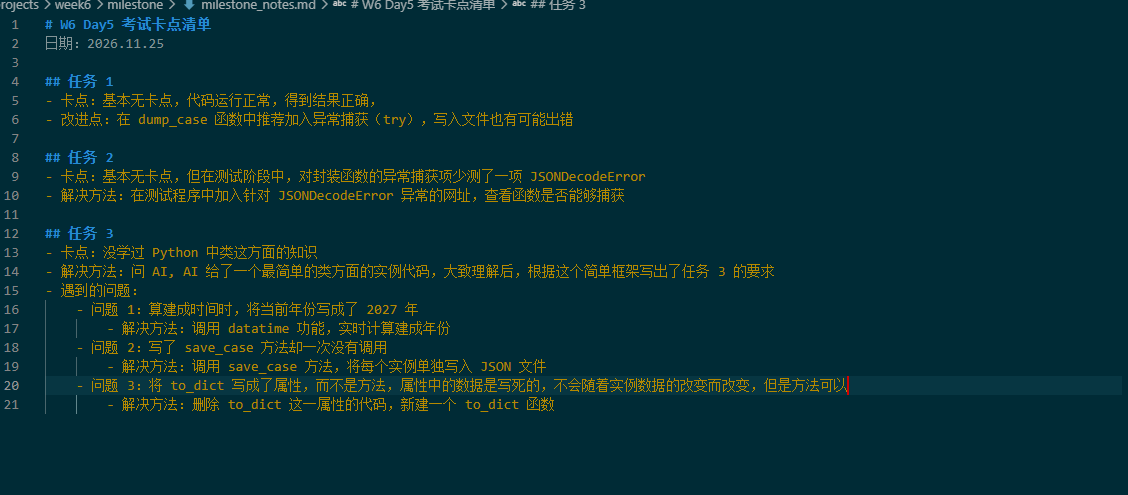 rojects > week6 > milestone > milestone_notes.md > abc # W6 Day5 考试卡点清单 > abc ## 任务 3
1 # W6 Day5 考试卡点清单
2 日期：2026.11.25
3
4 ## 任务 1
5 - 卡点：基本无卡点，代码运行正常，得到结果正确，
6 - 改进点：在 dump_case 函数中推荐加入异常捕获（try），写入文件也有可能出错
7
8 ## 任务 2
9 - 卡点：基本无卡点，但在测试阶段中，对封装函数的异常捕获项少测了一项 JSONDecodeError
10 - 解决方法：在测试程序中加入针对 JSONDecodeError 异常的网址，查看函数是否能够捕获
11
12 ## 任务 3
13 - 卡点：没学过 Python 中类这方面的知识
14 - 解决方法：问 AI, AI 给了一个最简单的类方面的实例代码，大致理解后，根据这个简单框架写出了任务 3 的要求
15 - 遇到的问题：
16 - 问题 1：算建成时间时，将当前年份写成了 2027 年
17 - 解决方法：调用 datatime 功能，实时计算建成年份
18 - 问题 2：写了 save_case 方法却一次没有调用
19 - 解决方法：调用 save_case 方法，将每个实例单独写入 JSON 文件
20 - 问题 3：将 to_dict 写成了属性，而不是方法，属性中的数据是写死的，不会随着实例数据的改变而改变，但是方法可以
21 - 解决方法：删除 to_dict 这一属性的代码，新建一个 to_dict 函数